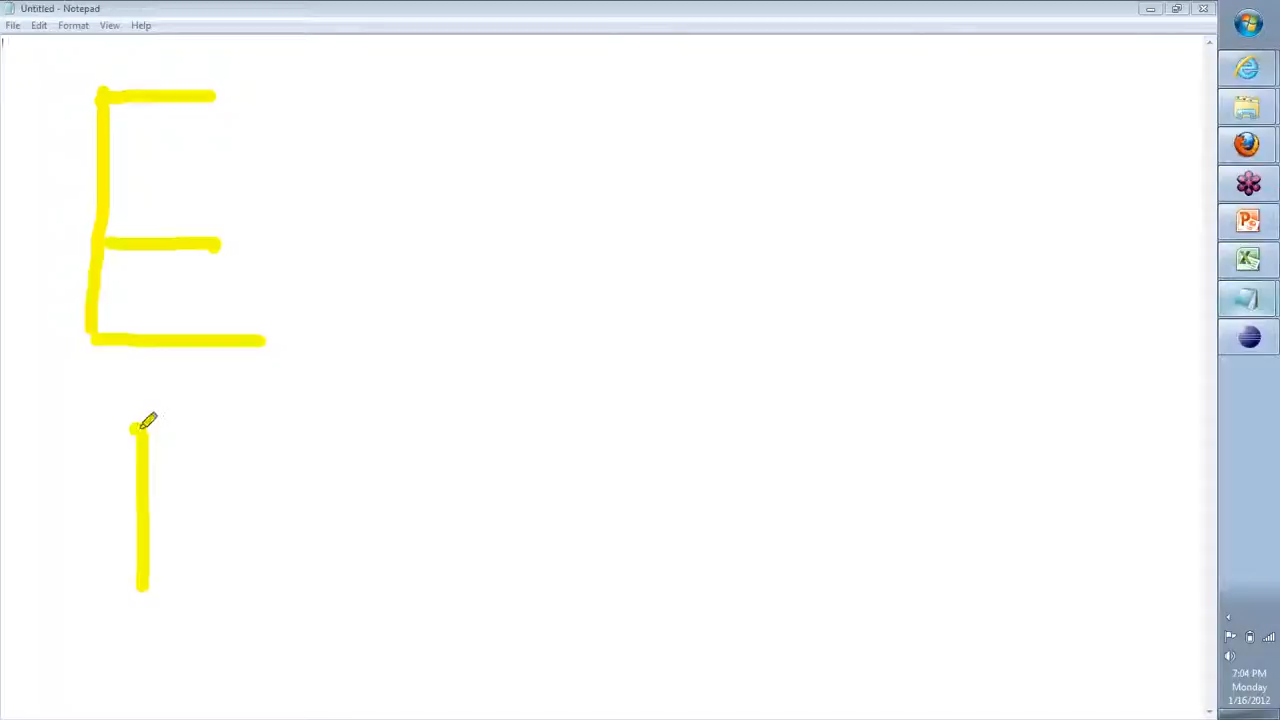 Untitled - Notepad
File Edit Format View Help
E
7:04 PM
Monday
1/16/2012